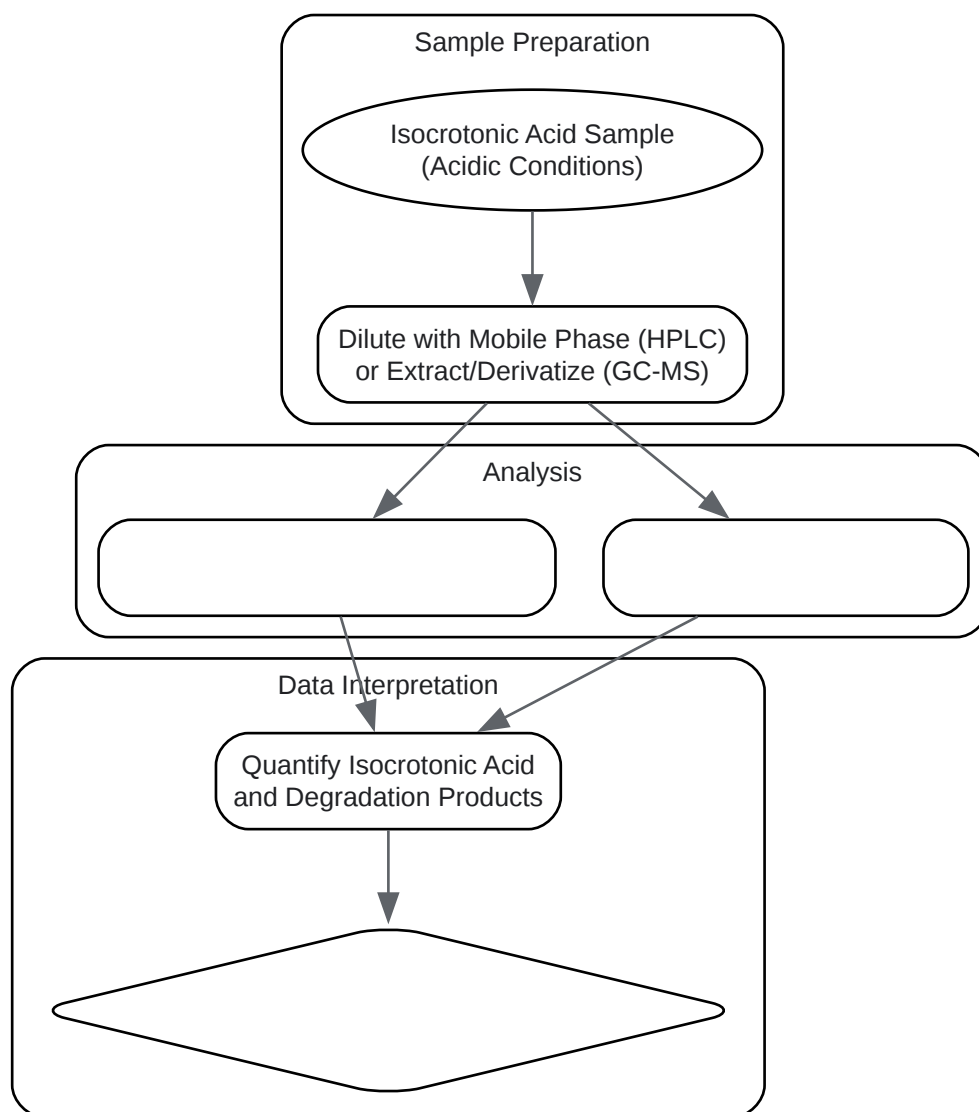 Sample Preparation
Isocrotonic Acid Sample
(Acidic Conditions)
Dilute with Mobile Phase (HPLC)
or Extract/Derivatize (GC-MS)
Analysis
Data Interpretation
Quantify Isocrotonic Acid
and Degradation Products